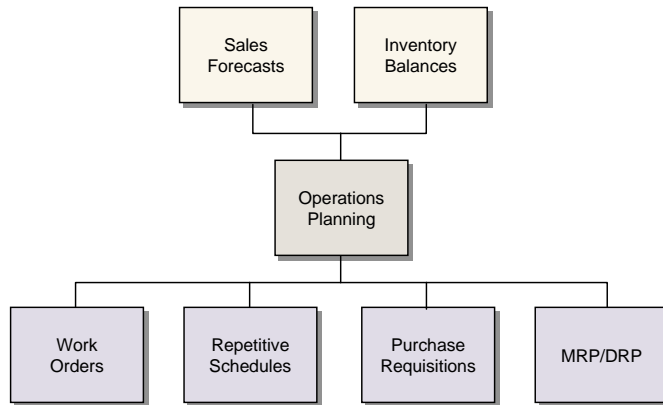 Sales
Forecasts
Inventory
Balances
Operations
Planning
Work
Orders
Repetitive
Schedules
Purchase
Requisitions
MRP/DRP